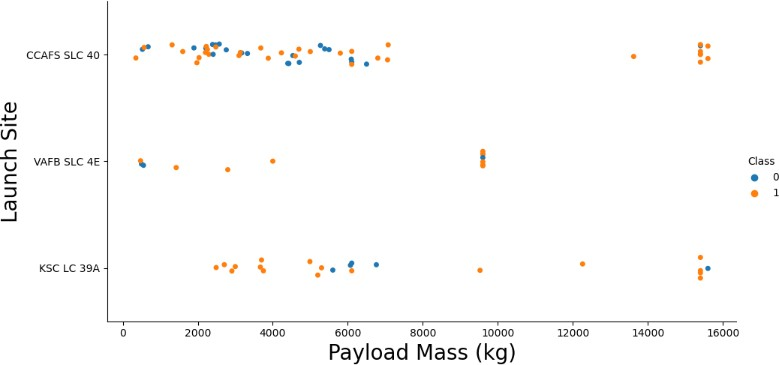 Launch Site
CCAFS SLC 40
VAFB SLC 4E
KSC LC 39A
0 2000 4000 6000 8000 10000 12000 14000 16000
Payload Mass (kg)
Class
0
1